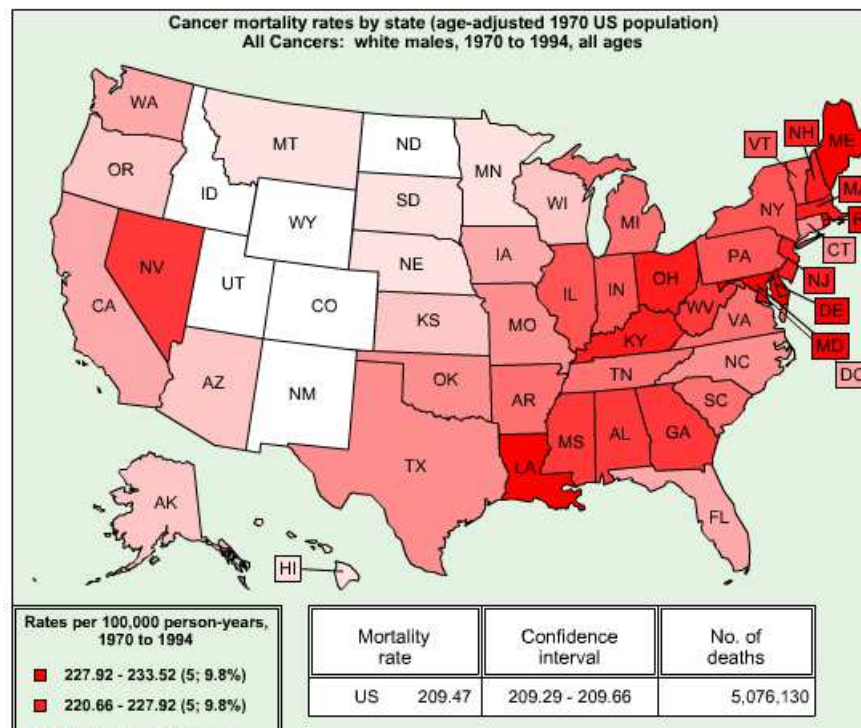 Cancer mortality rates by state (age-adjusted 1970 US population)
All Cancers: white males, 1970 to 1994, all ages
WA
MT
ND
MN
VT
NH
ME
OR
ID
SD
WI
MI
NY
MA
WY
CT
NV
NE
IA
PA
NJ
CA
UT
CO
IL
IN
OH
DE
KS
MO
WV
VA
MD
KY
AZ
NM
OK
TN
NC
DC
AR
SC
TX
MS
AL
GA
LA
AK
FL
HI
Rates per 100,000 person-years,
1970 to 1994
227.92 - 233.52 (5; 9.8%)
220.66 - 227.92 (5; 9.8%)
Mortality rate Confidence interval No. of deaths
US 209.47 209.29 - 209.66 5,076,130